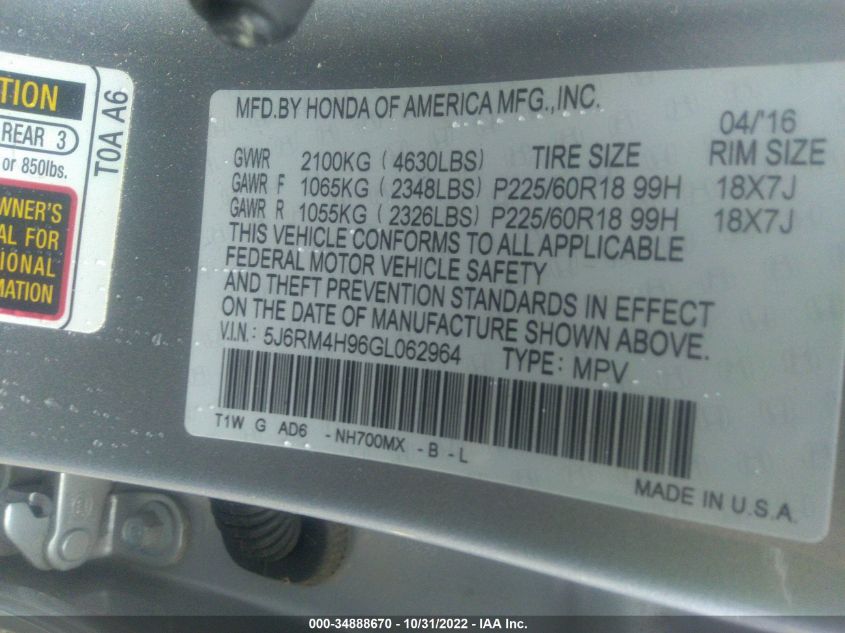 TION
REAR 3
or 850lbs.
WNER'S
AL FOR
TIONAL
MATION
TOA A6
MFD.BY HONDA OF AMERICA MFG.,INC.
04/'16
GVWR 2100KG (4630LBS) TIRE SIZE RIM SIZE
GAWR F 1065KG (2348LBS) P225/60R18 99H 18X7J
GAWR R 1055KG (2326LBS) P225/60R18 99H 18X7J
THIS VEHICLE CONFORMS TO ALL APPLICABLE
FEDERAL MOTOR VEHICLE SAFETY
AND THEFT PREVENTION STANDARDS IN EFFECT
ON THE DATE OF MANUFACTURE SHOWN ABOVE.
V.I.N.: 5J6RM4H96GL062964 TYPE: MPV
T1W G AD6 -NH700MX -B -L
MADE IN U.S.A.
000-34888670 - 10/31/2022 - IAA Inc.